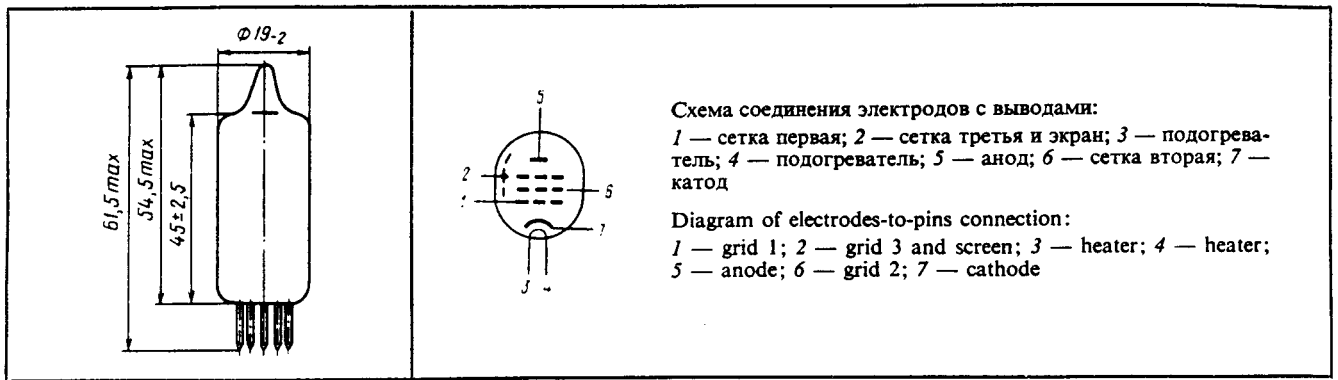 Φ19-2
61,5 max
54,5 max
45±2,5
5
2
6
1
7
3 4
Схема соединения электродов с выводами:
1 — сетка первая; 2 — сетка третья и экран; 3 — подогрева-
тель; 4 — подогреватель; 5 — анод; 6 — сетка вторая; 7 —
катод
Diagram of electrodes-to-pins connection:
1 — grid 1; 2 — grid 3 and screen; 3 — heater; 4 — heater;
5 — anode; 6 — grid 2; 7 — cathode